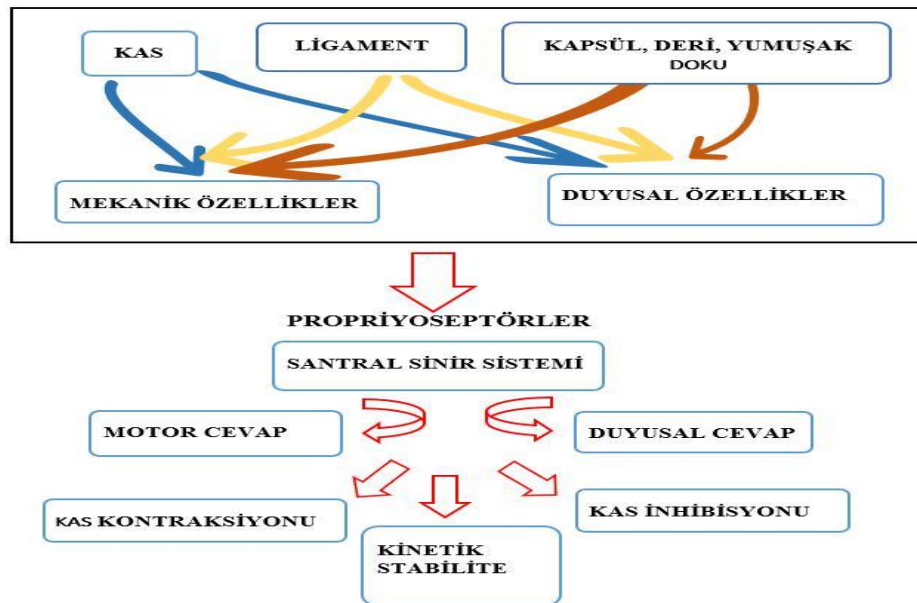 KAS
LİGAMENT
KAPSÜL, DERİ, YUMUŞAK
DOKU
MEKANİK ÖZELLİKLER
DUYUSAL ÖZELLİKLER
PROPRİYOSEPTÖRLER
SANTRAL SİNİR SİSTEMİ
MOTOR CEVAP
DUYUSAL CEVAP
KAS KONTRAKSİYONU
KAS İNHİBİSYONU
KİNETİK
STABİLİTE